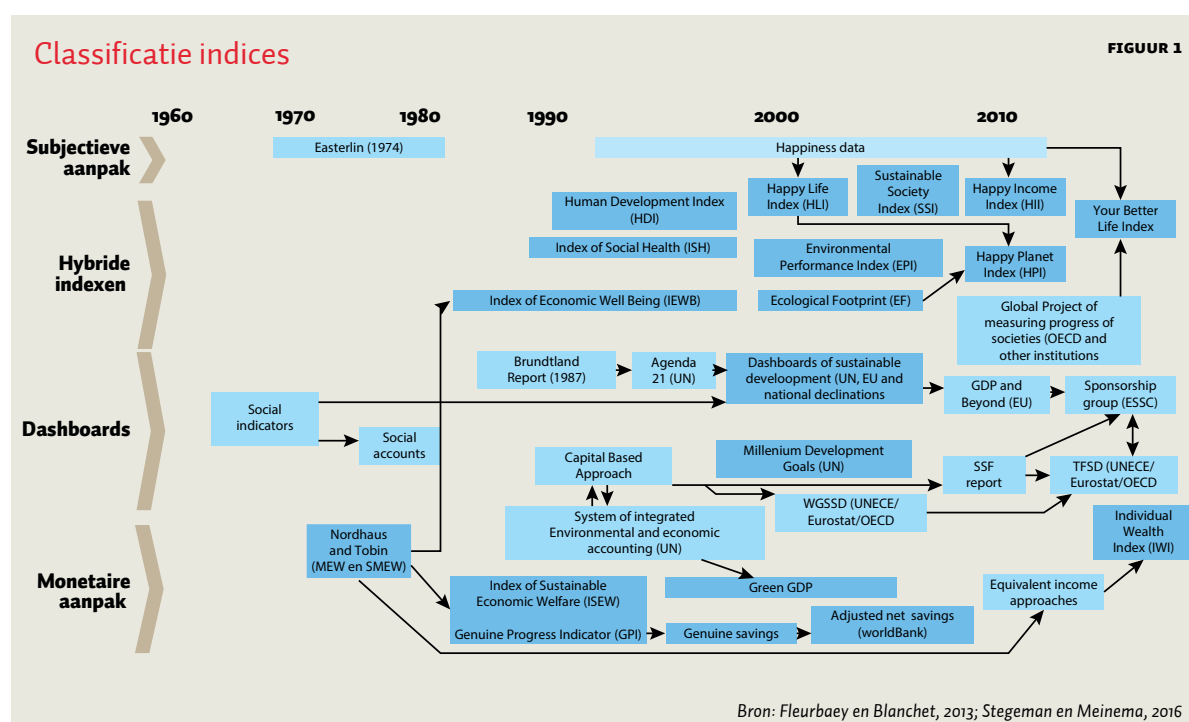 Classificatie indices
FIGUUR 1
1960
1970
1980
1990
2000
2010
Subjectieve
aanpak
Easterlin (1974)
Happiness data
Hybride
indexen
Human Development Index
(HDI)
Happy Life
Index (HLI)
Sustainable
Society
Index (SSI)
Happy Income
Index (HII)
Your Better
Life Index
Index of Social Health (ISH)
Environmental
Performance Index (EPI)
Happy Planet
Index (HPI)
Index of Economic Well Being (IEWB)
Ecological Footprint (EF)
Global Project of
measuring progress of
societies (OECD and
other institutions
Dashboards
Brundtland
Report (1987)
Agenda
21 (UN)
Dashboards of sustainable
develoopment (UN, EU and
national declinations
GDP and
Beyond (EU)
Sponsorship
group (ESSC)
Social
indicators
Social
accounts
Capital Based
Approach
Millenium Development
Goals (UN)
SSF
report
TFSD (UNECE/
Eurostat/OECD
WGSSD (UNECE/
Eurostat/OECD
System of integrated
Environmental and economic
accounting (UN)
Monetaire
aanpak
Nordhaus
and Tobin
(MEW en SMEW)
Individual
Wealth
Index (IWI)
Green GDP
Index of Sustainable
Economic Welfare (ISEW)
Genuine Progress Indicator (GPI)
Genuine savings
Adjusted net savings
(worldBank)
Equivalent income
approaches
Bron: Fleurbaey en Blanchet, 2013; Stegeman en Meinema, 2016